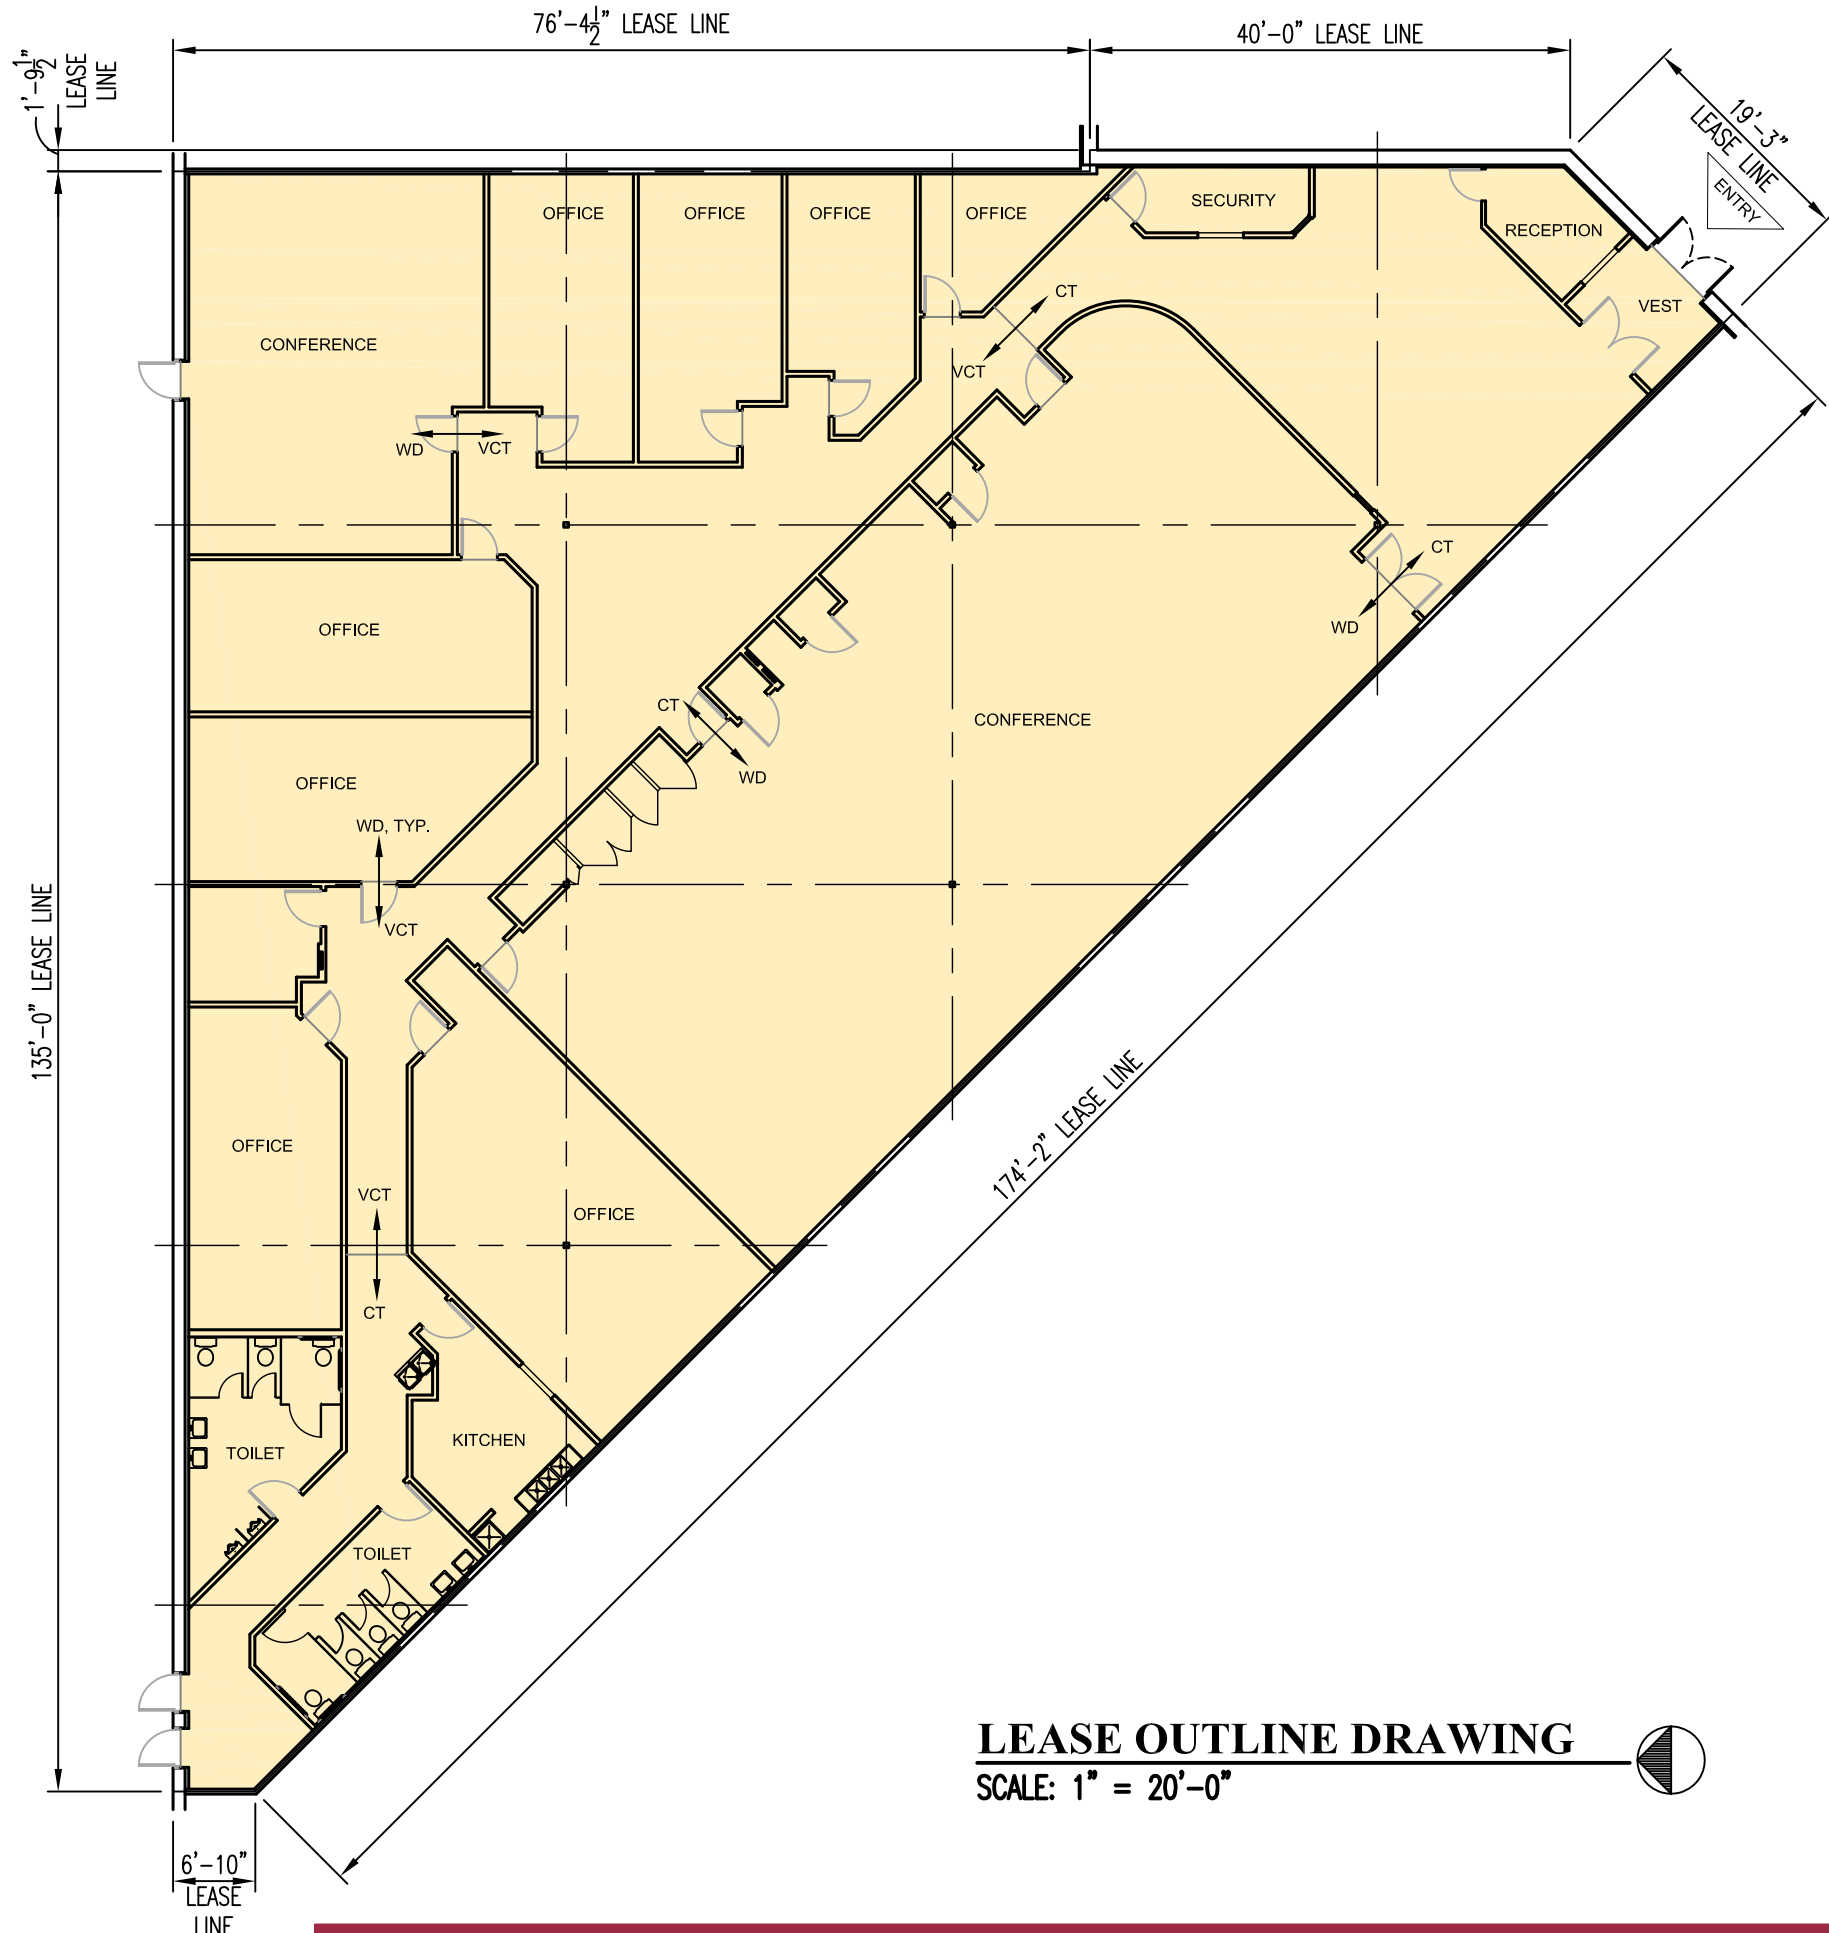 76'-4½" LEASE LINE
40'-0" LEASE LINE
1'-9½"
LEASE
LINE
19'-3"
LEASE LINE
ENTRY
OFFICE
OFFICE
OFFICE
OFFICE
SECURITY
RECEPTION
VEST
CT
VCT
CONFERENCE
WD
VCT
CT
WD
OFFICE
CT
WD
CONFERENCE
OFFICE
WD, TYP.
VCT
135'-0" LEASE LINE
174'-2" LEASE LINE
OFFICE
VCT
CT
OFFICE
KITCHEN
TOILET
TOILET
LEASE OUTLINE DRAWING
SCALE: 1" = 20'-0"
6'-10"
LEASE
LINE